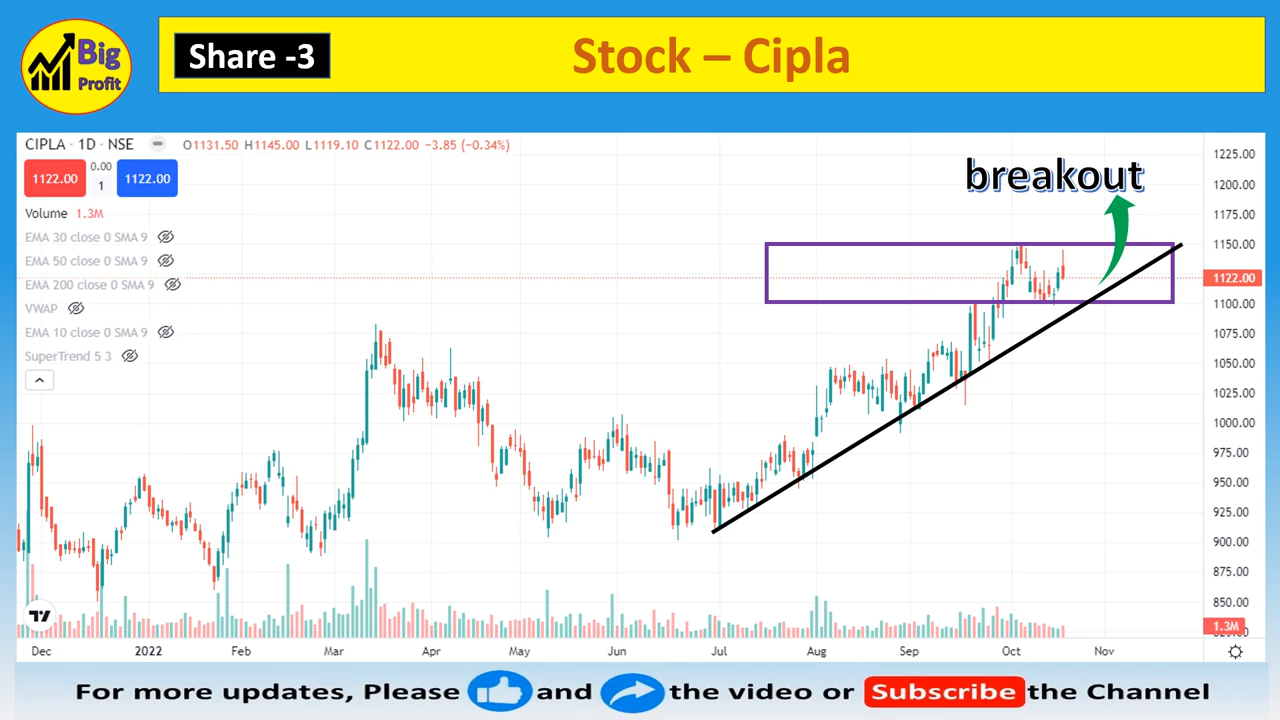 Big
Profit
Share -3
Stock – Cipla
CIPLA · 1D · NSE
O1131.50 H1145.00 L1119.10 C1122.00 −3.85 (−0.34%)
1122.00
0.00
1
1122.00
Volume 1.3M
EMA 30 close 0 SMA 9
EMA 50 close 0 SMA 9
EMA 200 close 0 SMA 9
VWAP
EMA 10 close 0 SMA 9
SuperTrend 5 3
breakout
1225.00
1200.00
1175.00
1150.00
1122.00
1100.00
1075.00
1050.00
1025.00
1000.00
975.00
950.00
925.00
900.00
875.00
850.00
1.3M
Dec 2022 Feb Mar Apr May Jun Jul Aug Sep Oct Nov
For more updates, Please and the video or Subscribe the Channel